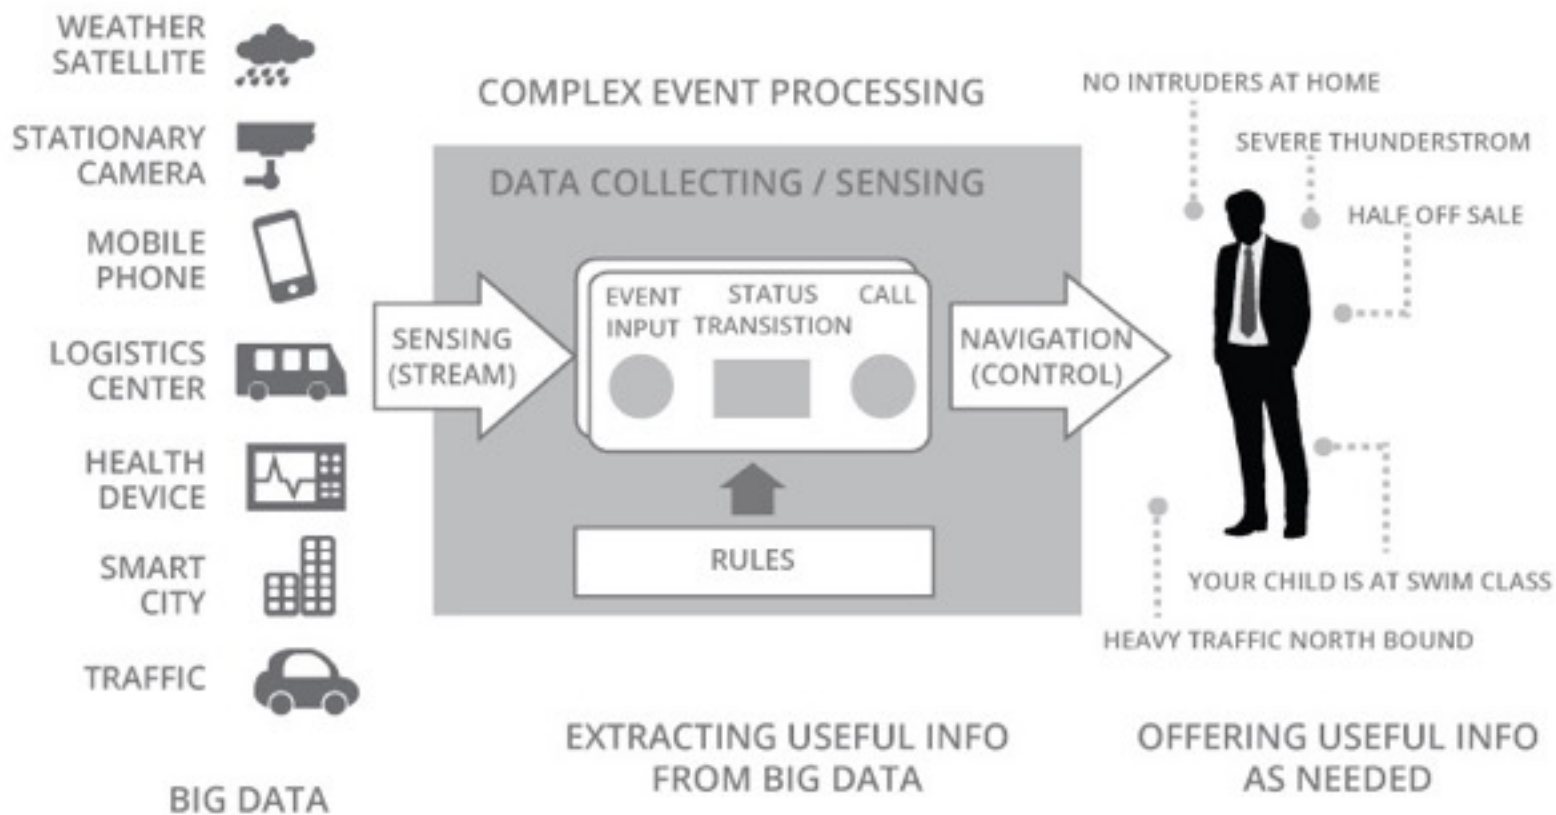 WEATHER
SATELLITE
STATIONARY
CAMERA
MOBILE
PHONE
LOGISTICS
CENTER
HEALTH
DEVICE
SMART
CITY
TRAFFIC
BIG DATA
COMPLEX EVENT PROCESSING
DATA COLLECTING / SENSING
SENSING
(STREAM)
EVENT
INPUT
STATUS
TRANSISTION
CALL
RULES
NAVIGATION
(CONTROL)
EXTRACTING USEFUL INFO
FROM BIG DATA
NO INTRUDERS AT HOME
SEVERE THUNDERSTROM
HALF OFF SALE
YOUR CHILD IS AT SWIM CLASS
HEAVY TRAFFIC NORTH BOUND
OFFERING USEFUL INFO
AS NEEDED